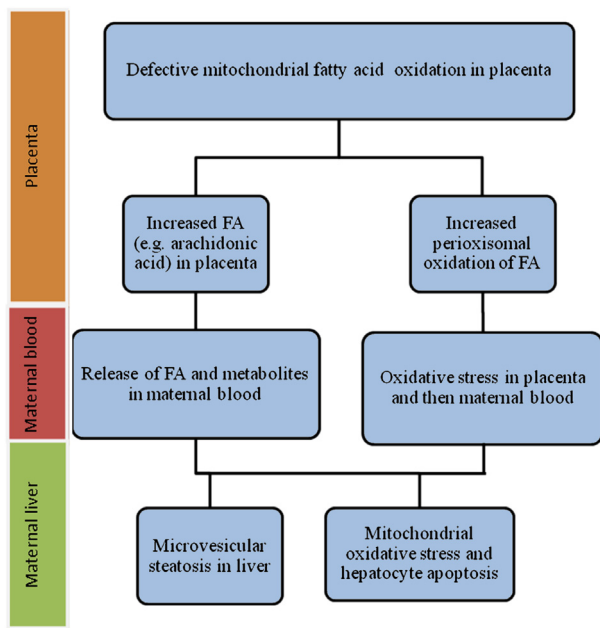 Placenta
Defective mitochondrial fatty acid oxidation in placenta
Increased FA
(e.g. arachidonic
acid) in placenta
Increased
perioxisomal
oxidation of FA
Maternal blood
Release of FA and metabolites
in maternal blood
Oxidative stress in placenta
and then maternal blood
Maternal liver
Microvesicular
steatosis in liver
Mitochondrial
oxidative stress and
hepatocyte apoptosis